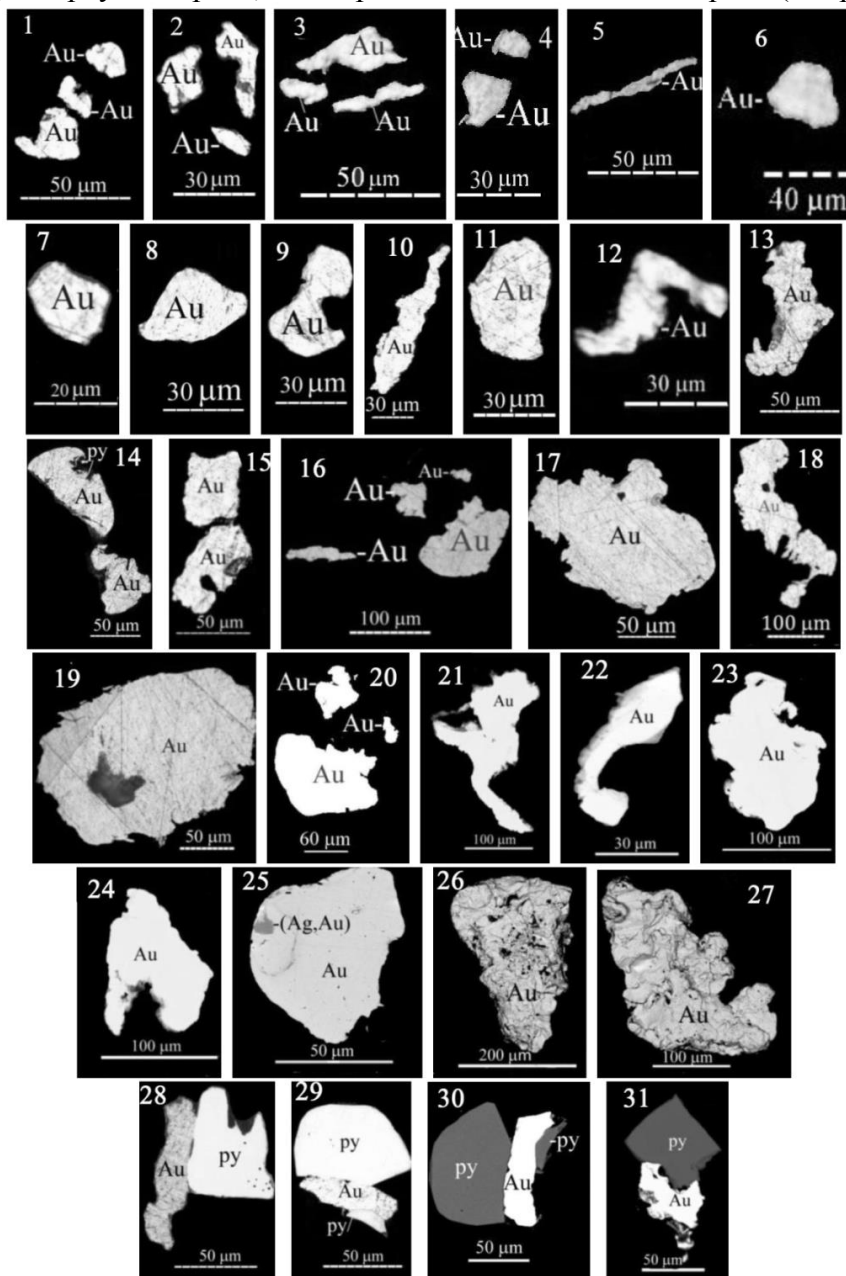 1 Au- -Au Au 50 μm
2 Au Au Au- 30 μm
3 Au Au Au 50 μm
4 Au- -Au 30 μm
5 -Au 50 μm
6 Au- 40 μm
7 Au 20 μm
8 Au 30 μm
9 Au 30 μm
10 Au 30 μm
11 Au 30 μm
12 -Au 30 μm
13 Au 50 μm
14 py Au Au 50 μm
15 Au Au 50 μm
16 Au- Au- -Au Au 100 μm
17 Au 50 μm
18 Au 100 μm
19 Au 50 μm
20 Au- Au- Au 60 μm
21 Au 100 μm
22 Au 30 μm
23 Au 100 μm
24 Au 100 μm
25 -(Ag,Au) Au 50 μm
26 Au 200 μm
27 Au 100 μm
28 Au py 50 μm
29 py Au py 50 μm
30 py Au -py 50 μm
31 py Au 50 μm